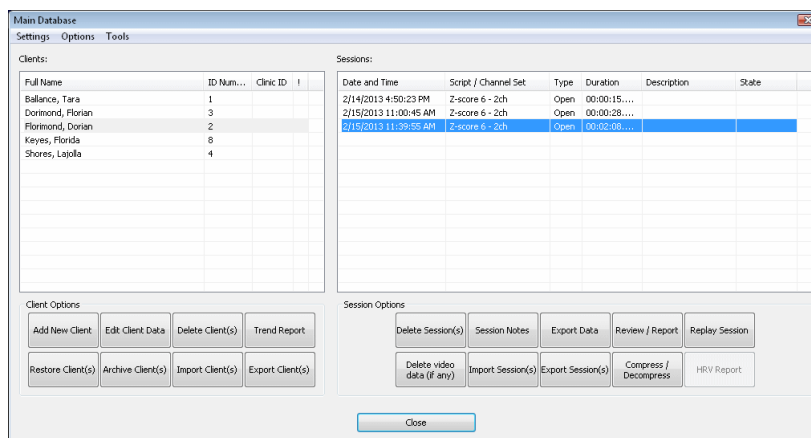 Main Database
Settings Options Tools
Clients:
Full Name ID Num... Clinic ID !
Ballance, Tara 1
Dorimond, Florian 3
Florimond, Dorian 2
Keyes, Florida 8
Shores, Lajolla 4
Sessions:
Date and Time Script / Channel Set Type Duration Description State
2/14/2013 4:50:23 PM Z-score 6 - 2ch Open 00:00:15....
2/15/2013 11:00:45 AM Z-score 6 - 2ch Open 00:00:28....
2/15/2013 11:39:55 AM Z-score 6 - 2ch Open 00:02:08....
Client Options
Add New Client Edit Client Data Delete Client(s) Trend Report
Restore Client(s) Archive Client(s) Import Client(s) Export Client(s)
Session Options
Delete Session(s) Session Notes Export Data Review / Report Replay Session
Delete video data (if any) Import Session(s) Export Session(s) Compress / Decompress HRV Report
Close